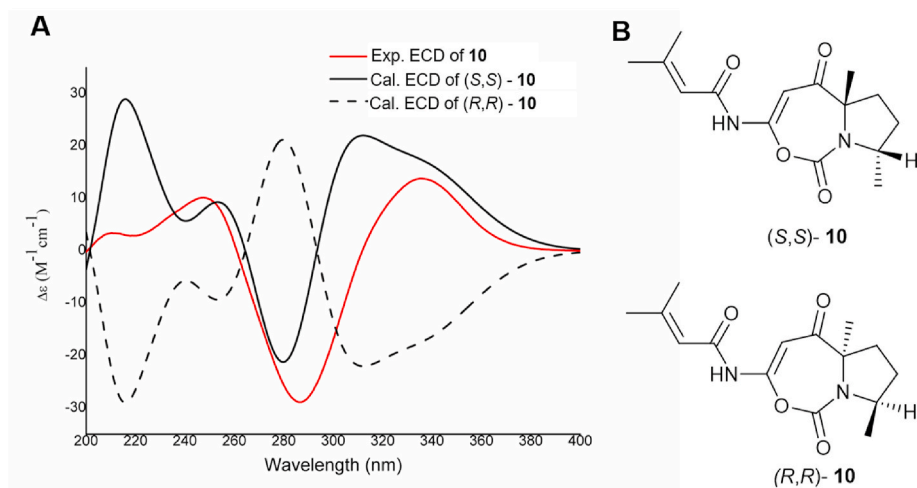 A
B
Exp. ECD of 10
Cal. ECD of (S,S) - 10
Cal. ECD of (R,R) - 10
30
20
10
0
-10
-20
-30
Δε (M⁻¹cm⁻¹)
200
220
240
260
280
300
320
340
360
380
400
Wavelength (nm)
O
O
HN
N
H
O
O
(S,S)- 10
O
O
HN
N
H
O
O
(R,R)- 10